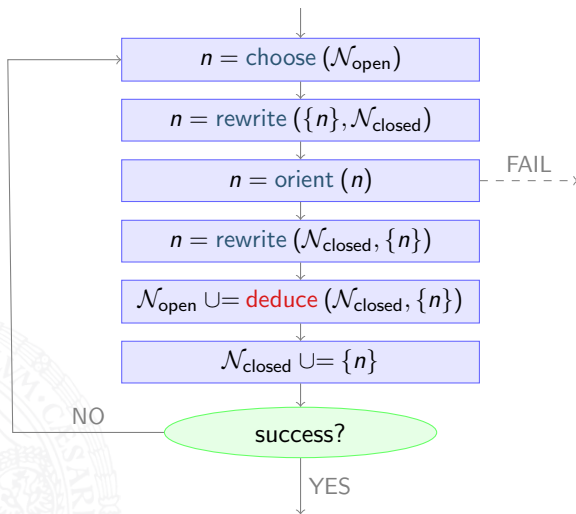 n = choose (𝒩open)
n = rewrite ({n}, 𝒩closed)
n = orient (n)
FAIL
n = rewrite (𝒩closed, {n})
𝒩open ∪= deduce (𝒩closed, {n})
𝒩closed ∪= {n}
NO
success?
YES